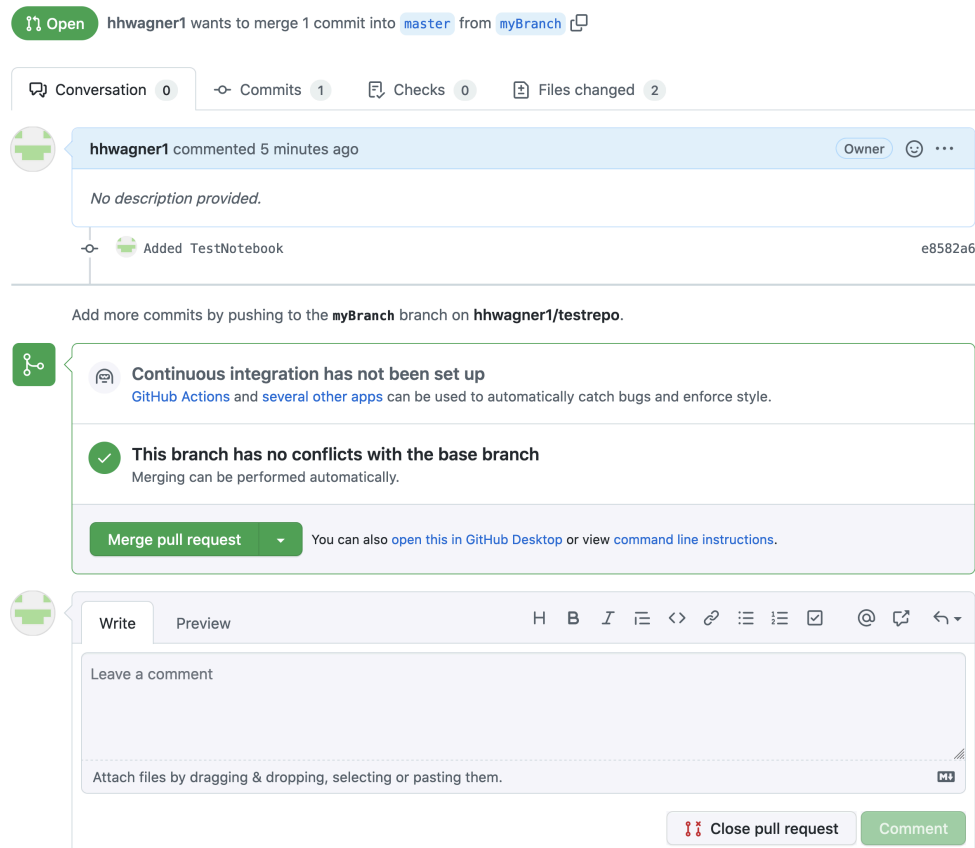 Open hhwagner1 wants to merge 1 commit into master from myBranch
Conversation 0 Commits 1 Checks 0 Files changed 2
hhwagner1 commented 5 minutes ago Owner
No description provided.
Added TestNotebook e8582a6
Add more commits by pushing to the myBranch branch on hhwagner1/testrepo.
Continuous integration has not been set up
GitHub Actions and several other apps can be used to automatically catch bugs and enforce style.
This branch has no conflicts with the base branch
Merging can be performed automatically.
Merge pull request You can also open this in GitHub Desktop or view command line instructions.
Write Preview
Leave a comment
Attach files by dragging & dropping, selecting or pasting them.
Close pull request Comment